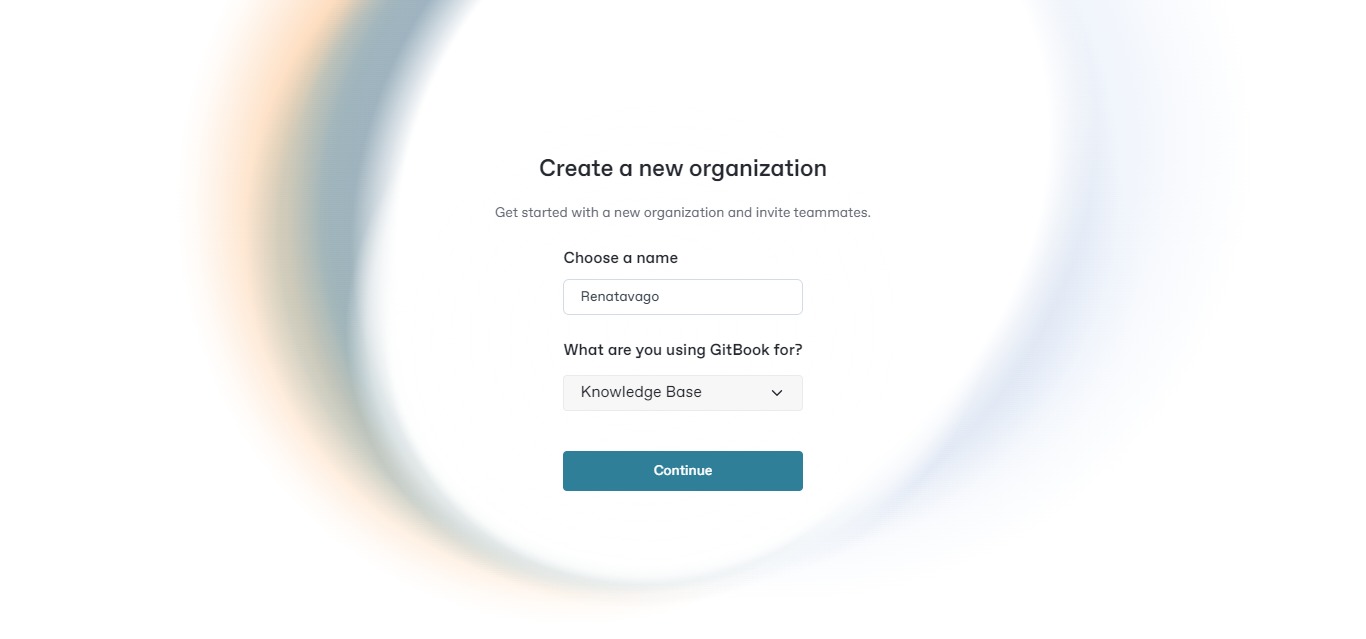 Create a new organization
Get started with a new organization and invite teammates.
Choose a name
Renatavago
What are you using GitBook for?
Knowledge Base
Continue